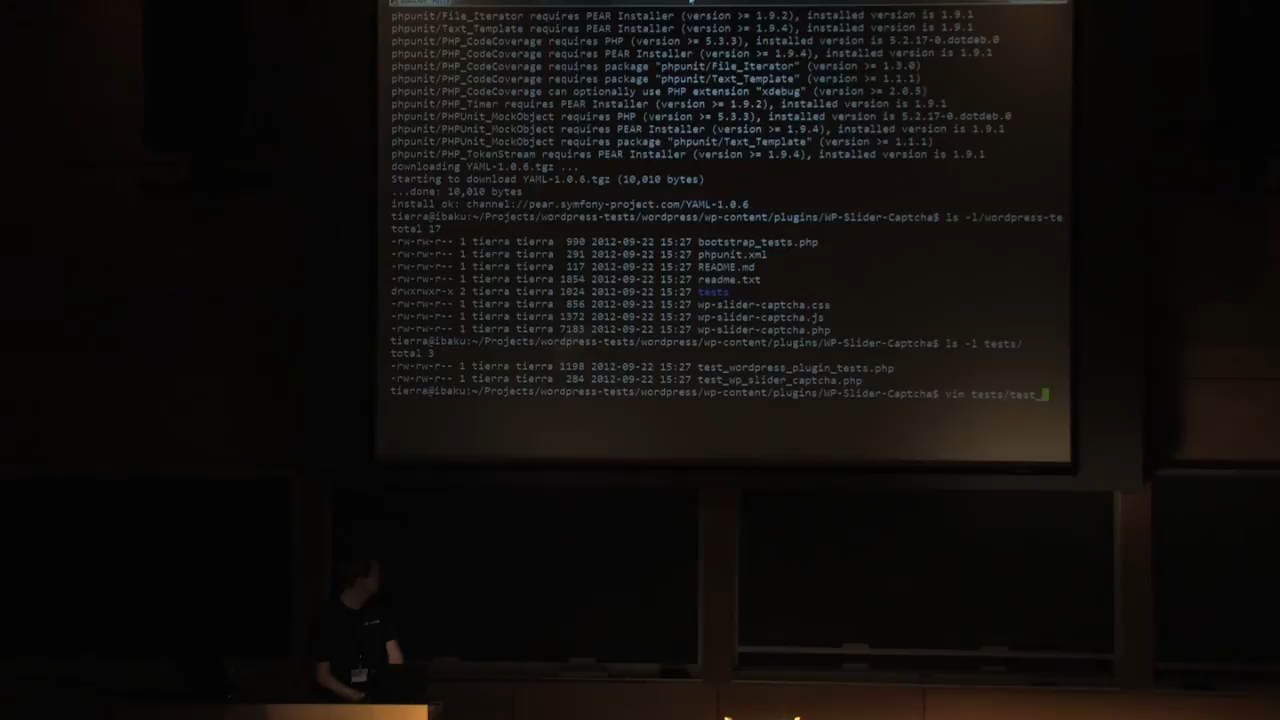 phpunit/File_Iterator requires PEAR Installer (version >= 1.9.2), installed version is 1.9.1
phpunit/Text_Template requires PEAR Installer (version >= 1.9.4), installed version is 1.9.1
phpunit/PHP_CodeCoverage requires PHP (version >= 5.3.3), installed version is 5.2.17-0.dotdeb.0
phpunit/PHP_CodeCoverage requires PEAR Installer (version >= 1.9.4), installed version is 1.9.1
phpunit/PHP_CodeCoverage requires package "phpunit/File_Iterator" (version >= 1.3.0)
phpunit/PHP_CodeCoverage requires package "phpunit/Text_Template" (version >= 1.1.1)
phpunit/PHP_CodeCoverage can optionally use PHP extension "xdebug" (version >= 2.0.5)
phpunit/PHP_Timer requires PEAR Installer (version >= 1.9.2), installed version is 1.9.1
phpunit/PHPUnit_MockObject requires PHP (version >= 5.3.3), installed version is 5.2.17-0.dotdeb.0
phpunit/PHPUnit_MockObject requires PEAR Installer (version >= 1.9.4), installed version is 1.9.1
phpunit/PHPUnit_MockObject requires package "phpunit/Text_Template" (version >= 1.1.1)
phpunit/PHP_TokenStream requires PEAR Installer (version >= 1.9.4), installed version is 1.9.1
downloading YAML-1.0.6.tgz ...
Starting to download YAML-1.0.6.tgz (10,010 bytes)
...done: 10,010 bytes
install ok: channel://pear.symfony-project.com/YAML-1.0.6
tierra@ibaku:~/Projects/wordpress-tests/wordpress/wp-content/plugins/WP-Slider-Captcha$ ls -l/wordpress-te
total 17
-rw-rw-r-- 1 tierra tierra  990 2012-09-22 15:27 bootstrap_tests.php
-rw-rw-r-- 1 tierra tierra  291 2012-09-22 15:27 phpunit.xml
-rw-rw-r-- 1 tierra tierra  117 2012-09-22 15:27 README.md
-rw-rw-r-- 1 tierra tierra 1854 2012-09-22 15:27 readme.txt
drwxrwxr-x 2 tierra tierra 1024 2012-09-22 15:27 tests
-rw-rw-r-- 1 tierra tierra  856 2012-09-22 15:27 wp-slider-captcha.css
-rw-rw-r-- 1 tierra tierra 1372 2012-09-22 15:27 wp-slider-captcha.js
-rw-rw-r-- 1 tierra tierra 7183 2012-09-22 15:27 wp-slider-captcha.php
tierra@ibaku:~/Projects/wordpress-tests/wordpress/wp-content/plugins/WP-Slider-Captcha$ ls -l tests/
total 3
-rw-rw-r-- 1 tierra tierra 1198 2012-09-22 15:27 test_wordpress_plugin_tests.php
-rw-rw-r-- 1 tierra tierra  284 2012-09-22 15:27 test_wp_slider_captcha.php
tierra@ibaku:~/Projects/wordpress-tests/wordpress/wp-content/plugins/WP-Slider-Captcha$ vim tests/test_